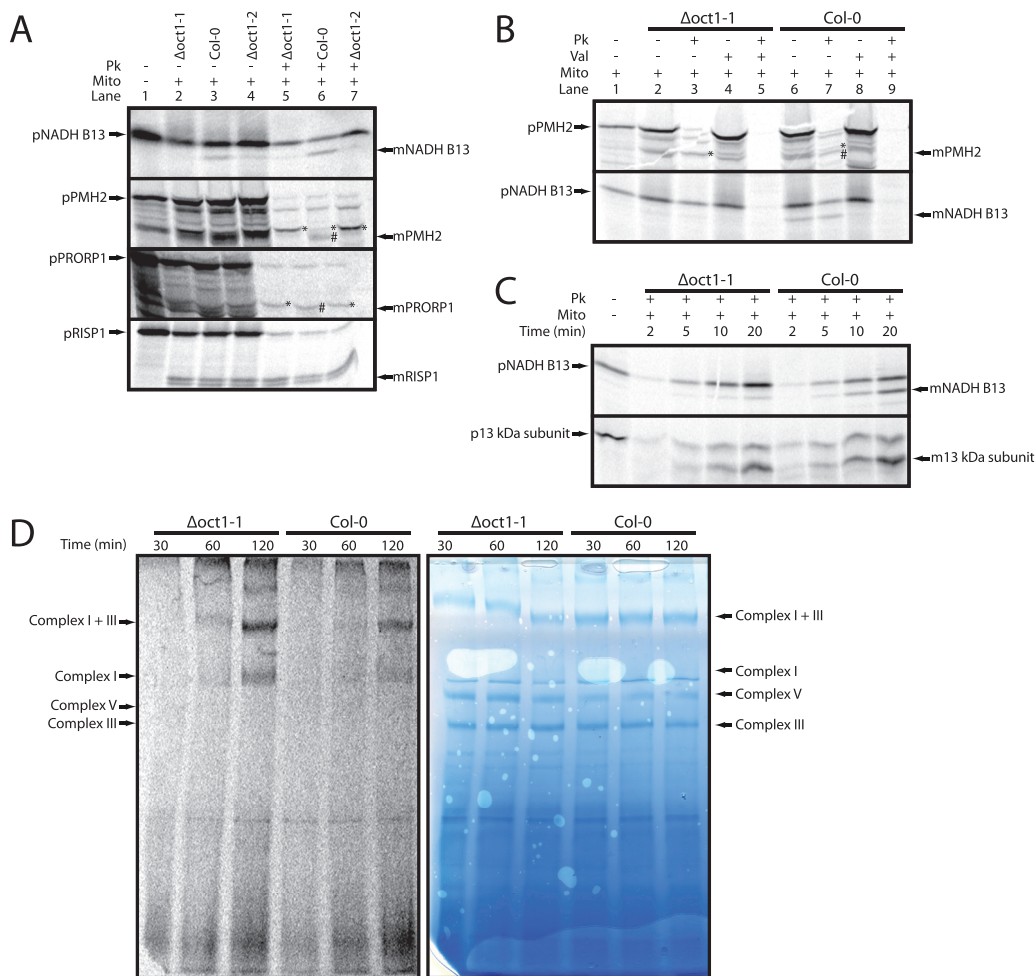 A
Δoct1-1 Col-0 Δoct1-2 Δoct1-1 Col-0 Δoct1-2
Pk - - - - + + +
Mito - + + + + + +
Lane 1 2 3 4 5 6 7
pNADH B13
mNADH B13
pPMH2
* * *
#
mPMH2
pPRORP1
* # *
mPRORP1
pRISP1
mRISP1
B
Δoct1-1 Col-0
Pk - - + - + - + - +
Val - - - + + - - + +
Mito + + + + + + + + +
Lane 1 2 3 4 5 6 7 8 9
pPMH2
*
* #
mPMH2
pNADH B13
mNADH B13
C
Δoct1-1 Col-0
Pk - + + + + + + + +
Mito - + + + + + + + +
Time (min) 2 5 10 20 2 5 10 20
pNADH B13
mNADH B13
p13 kDa subunit
m13 kDa subunit
D
Δoct1-1 Col-0 Δoct1-1 Col-0
Time (min) 30 60 120 30 60 120 30 60 120 30 60 120
Complex I + III
Complex I
Complex V
Complex III
Complex I + III
Complex I
Complex V
Complex III